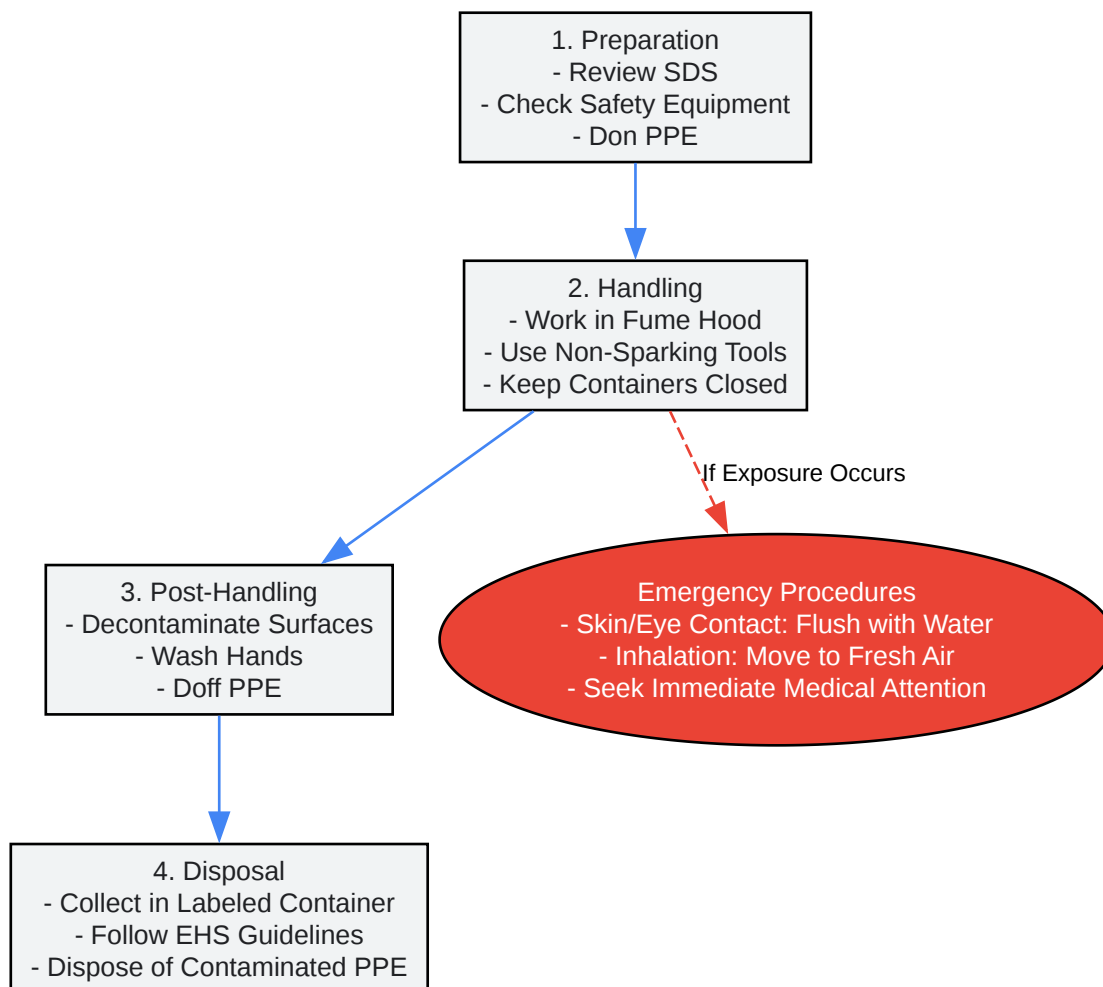 1. Preparation
- Review SDS
- Check Safety Equipment
- Don PPE
2. Handling
- Work in Fume Hood
- Use Non-Sparking Tools
- Keep Containers Closed
If Exposure Occurs
3. Post-Handling
- Decontaminate Surfaces
- Wash Hands
- Doff PPE
Emergency Procedures
- Skin/Eye Contact: Flush with Water
- Inhalation: Move to Fresh Air
- Seek Immediate Medical Attention
4. Disposal
- Collect in Labeled Container
- Follow EHS Guidelines
- Dispose of Contaminated PPE